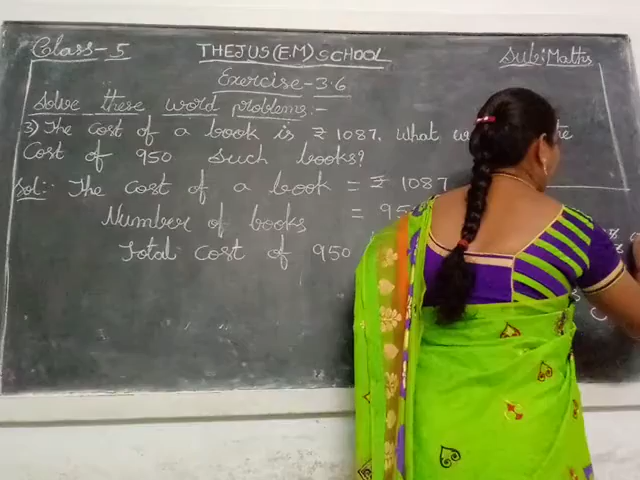 Class-5 THEJUS (E.M) SCHOOL Sub: Maths
Exercise-3.6
Solve these word problems:-
3) The cost of a book is ₹ 1087. What the
cost of 950 such books?
Sol:- The cost of a book = ₹ 1087
Number of books = 95
Total cost of 950